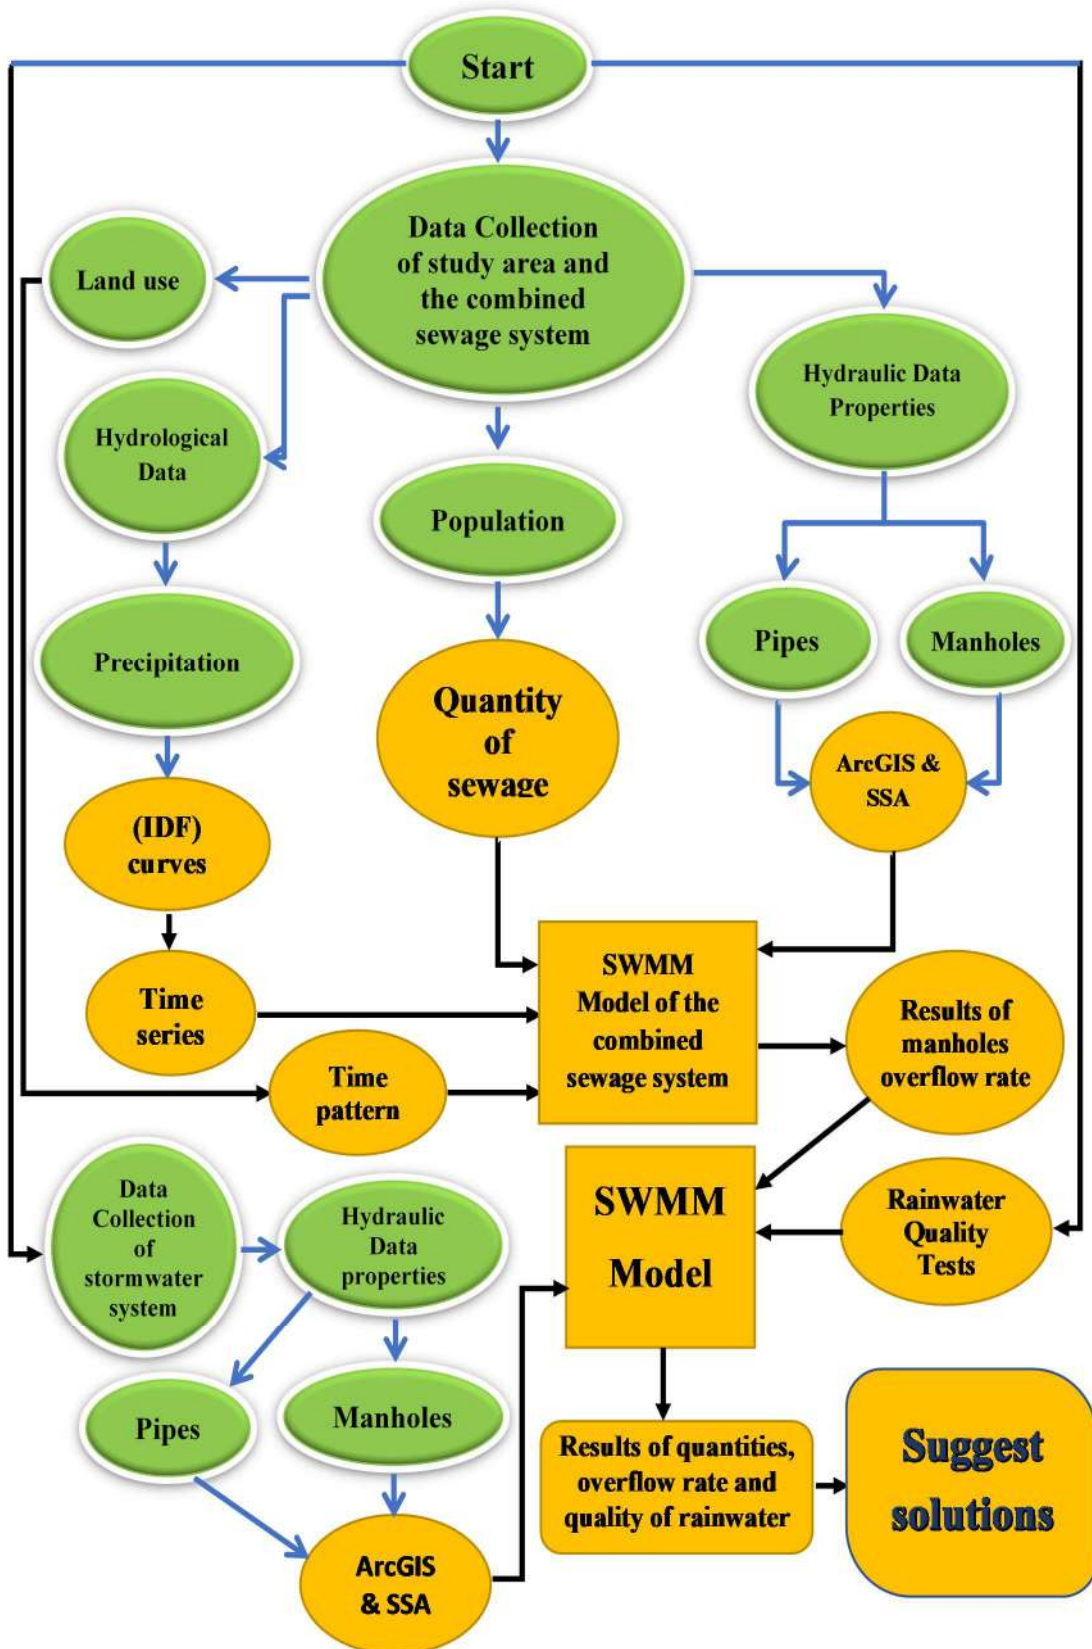 Start
Data Collection
of study area and
the combined
sewage system
Land use
Hydraulic Data
Properties
Hydrological
Data
Population
Pipes
Manholes
Precipitation
Quantity
of
sewage
ArcGIS &
SSA
(IDF)
curves
Time
series
SWMM
Model of the
combined
sewage system
Results of
manholes
overflow rate
Time
pattern
Data
Collection
of
stormwater
system
Hydraulic
Data
properties
SWMM
Model
Rainwater
Quality
Tests
Pipes
Manholes
Results of quantities,
overflow rate and
quality of rainwater
Suggest
solutions
ArcGIS
& SSA